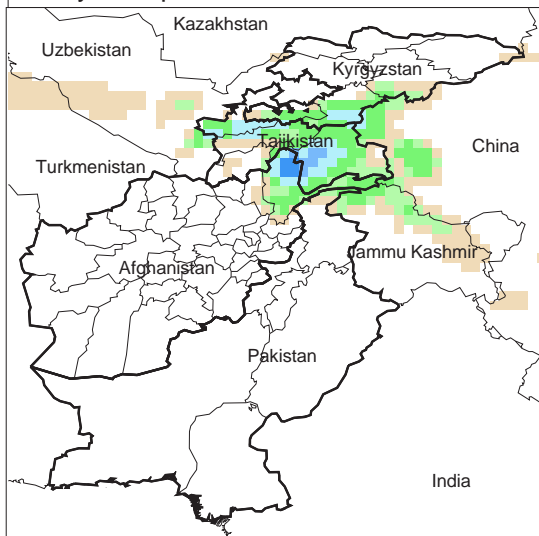 Kazakhstan
Uzbekistan
Kyrgyzstan
Tajikistan
China
Turkmenistan
Jammu Kashmir
Afghanistan
Pakistan
India